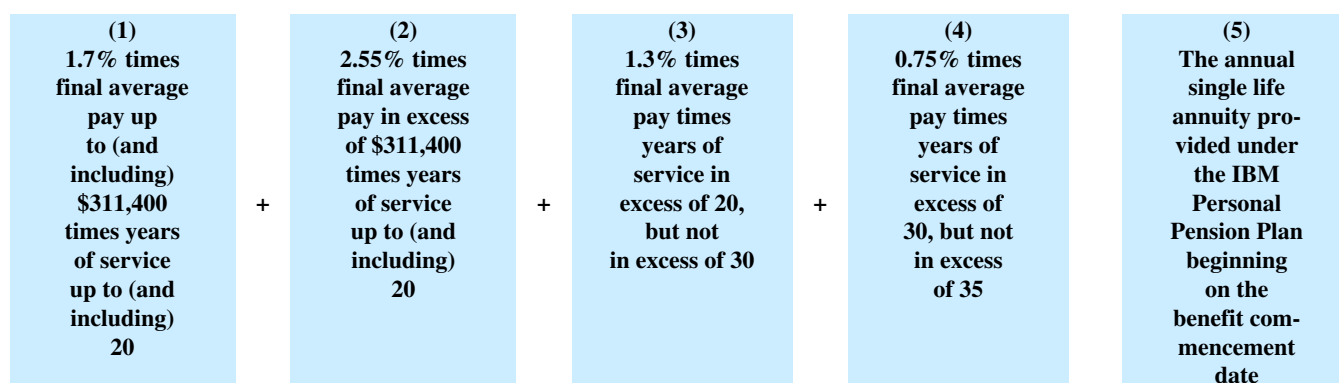 (1)
1.7% times
final average
pay up
to (and
including)
$311,400
times years
of service
up to (and
including)
20
+
(2)
2.55% times
final average
pay in excess
of $311,400
times years
of service
up to (and
including)
20
+
(3)
1.3% times
final average
pay times
years of
service in
excess of 20,
but not
in excess of 30
+
(4)
0.75% times
final average
pay times
years of
service in
excess of
30, but not
in excess
of 35
(5)
The annual
single life
annuity pro-
vided under
the IBM
Personal
Pension Plan
beginning
on the
benefit com-
mencement
date